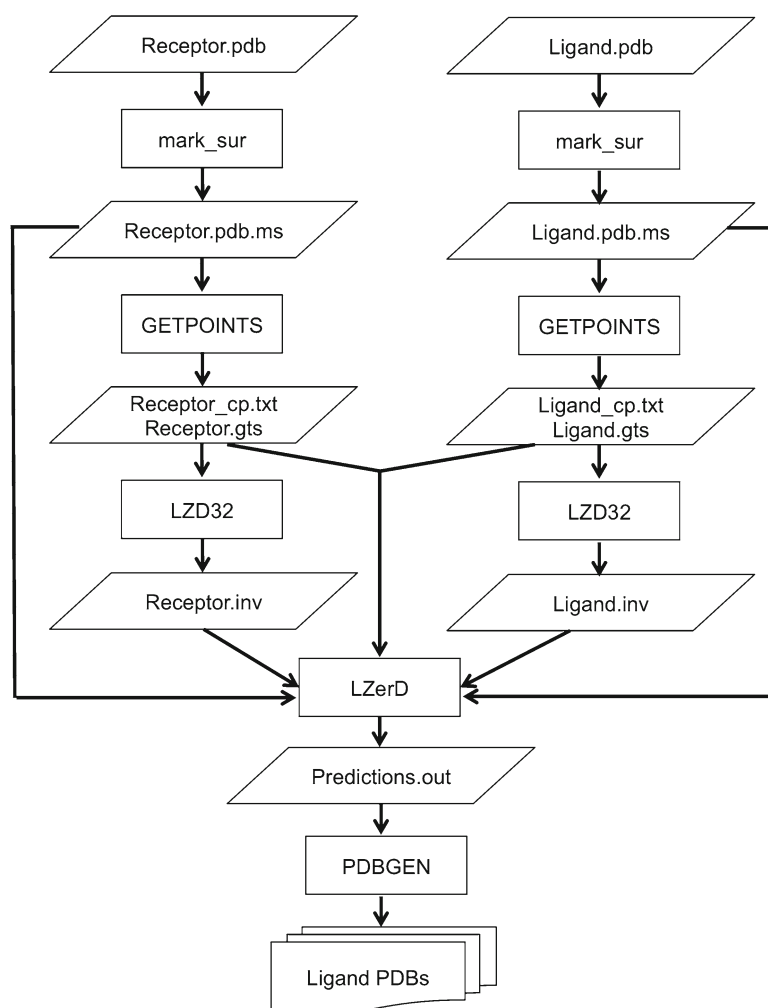 Receptor.pdb
Ligand.pdb
mark_sur
mark_sur
Receptor.pdb.ms
Ligand.pdb.ms
GETPOINTS
GETPOINTS
Receptor_cp.txt
Receptor.gts
Ligand_cp.txt
Ligand.gts
LZD32
LZD32
Receptor.inv
Ligand.inv
LZerD
Predictions.out
PDBGEN
Ligand PDBs